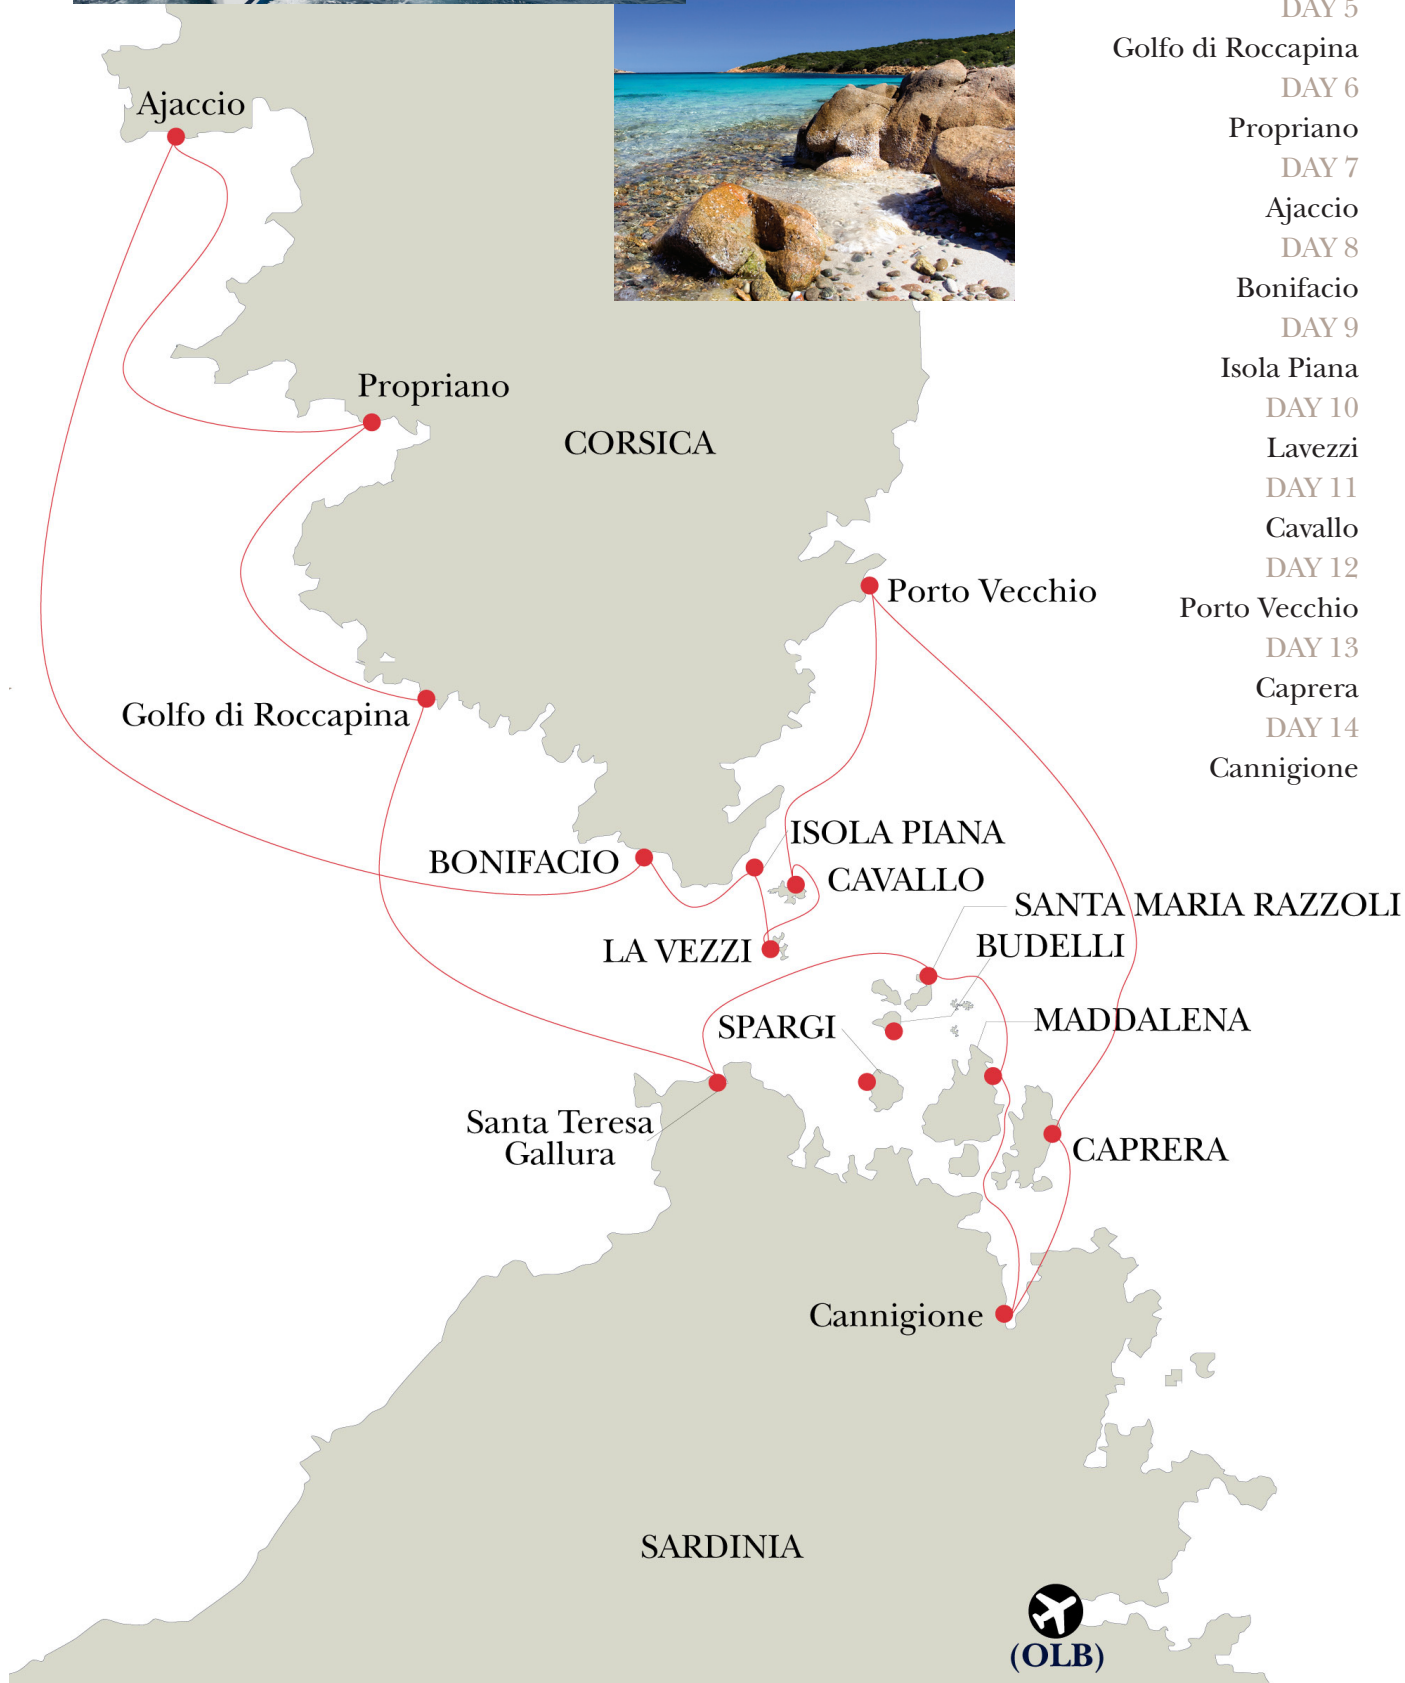 DAY 5
Golfo di Roccapina
DAY 6
Propriano
DAY 7
Ajaccio
DAY 8
Bonifacio
DAY 9
Isola Piana
DAY 10
Lavezzi
DAY 11
Cavallo
DAY 12
Porto Vecchio
DAY 13
Caprera
DAY 14
Cannigione
Ajaccio
Propriano
CORSICA
Porto Vecchio
Golfo di Roccapina
ISOLA PIANA
BONIFACIO
CAVALLO
SANTA MARIA RAZZOLI
LA VEZZI
BUDELLI
SPARGI
MADDALENA
Santa Teresa
Gallura
CAPRERA
Cannigione
SARDINIA
(OLB)